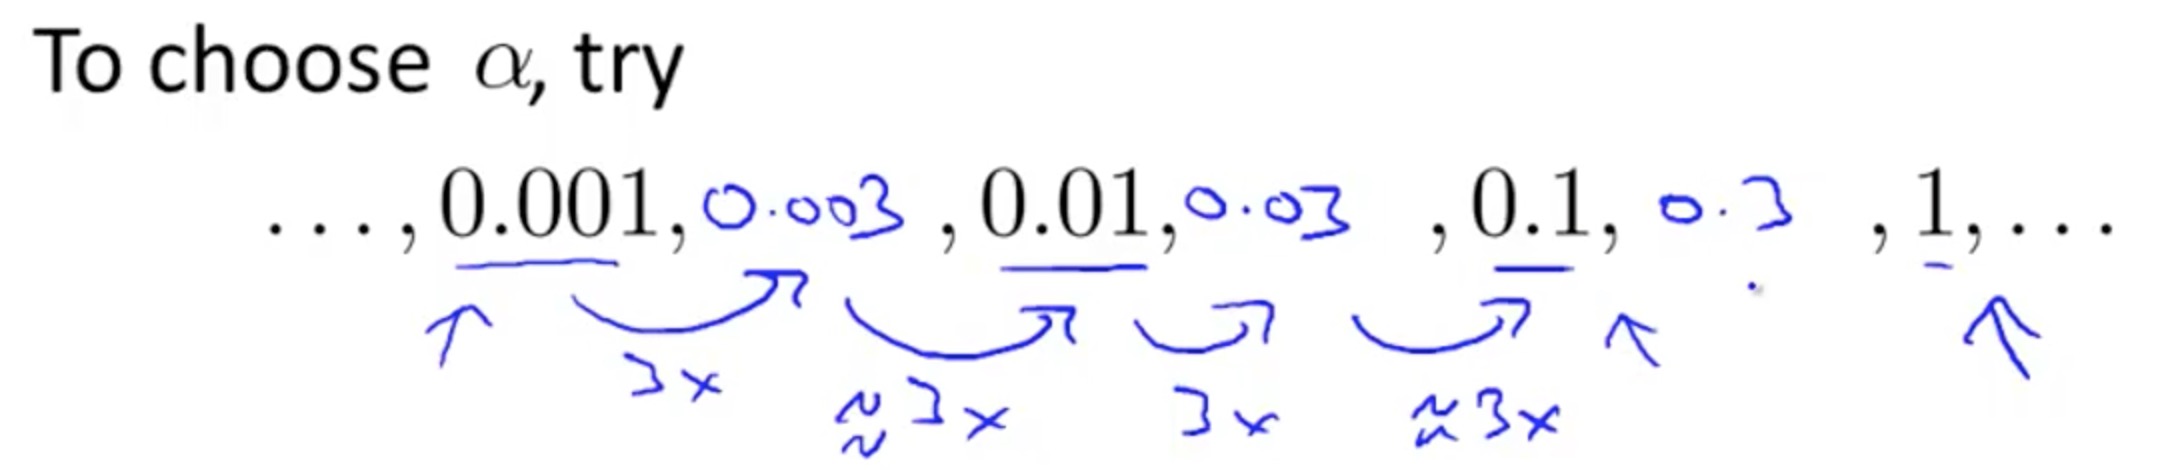 To choose α, try
..., 0.001, 0.003 , 0.01, 0.03 , 0.1, 0.3 , 1, ...
3x ≈3x 3x ≈3x